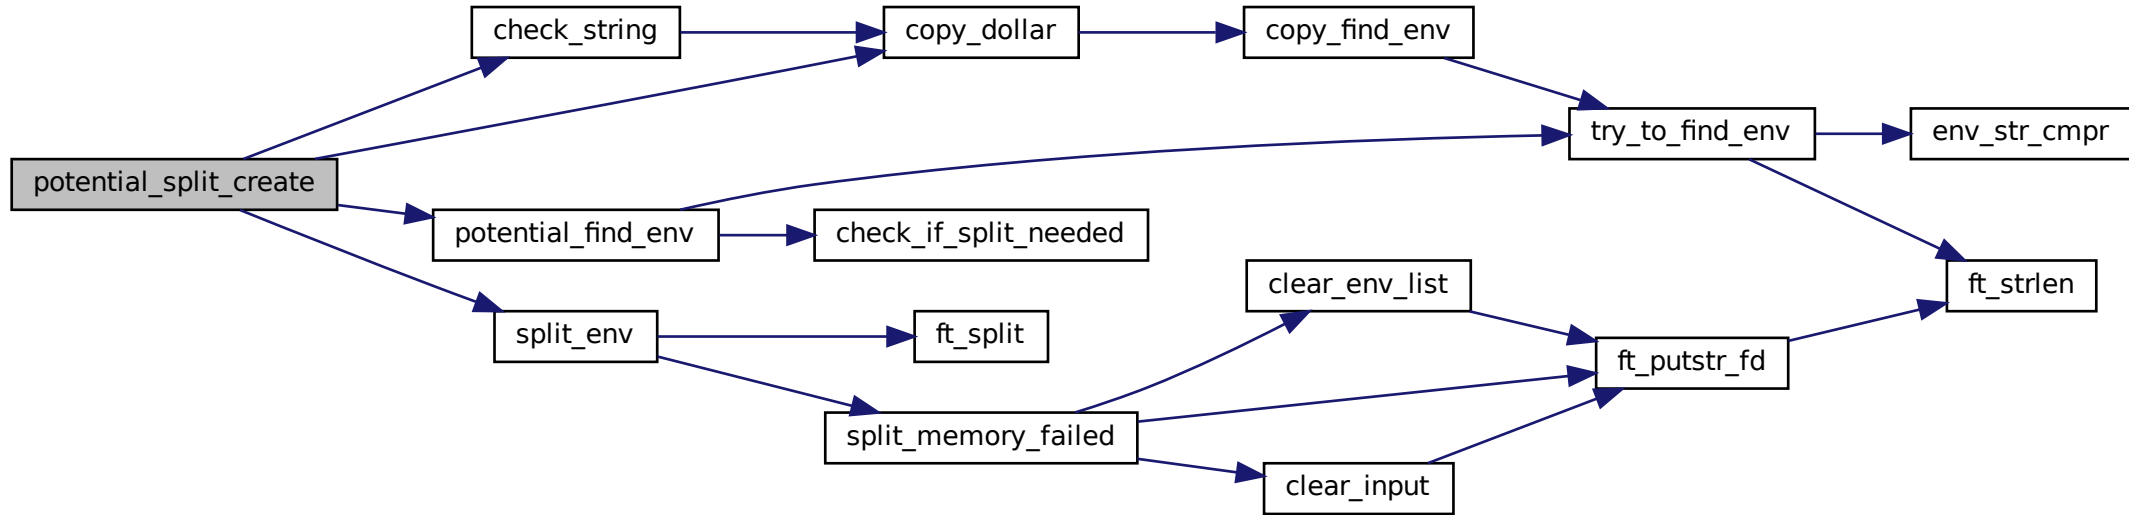 check_string
copy_dollar
copy_find_env
try_to_find_env
env_str_cmpr
potential_split_create
potential_find_env
check_if_split_needed
clear_env_list
ft_strlen
split_env
ft_split
ft_putstr_fd
split_memory_failed
clear_input